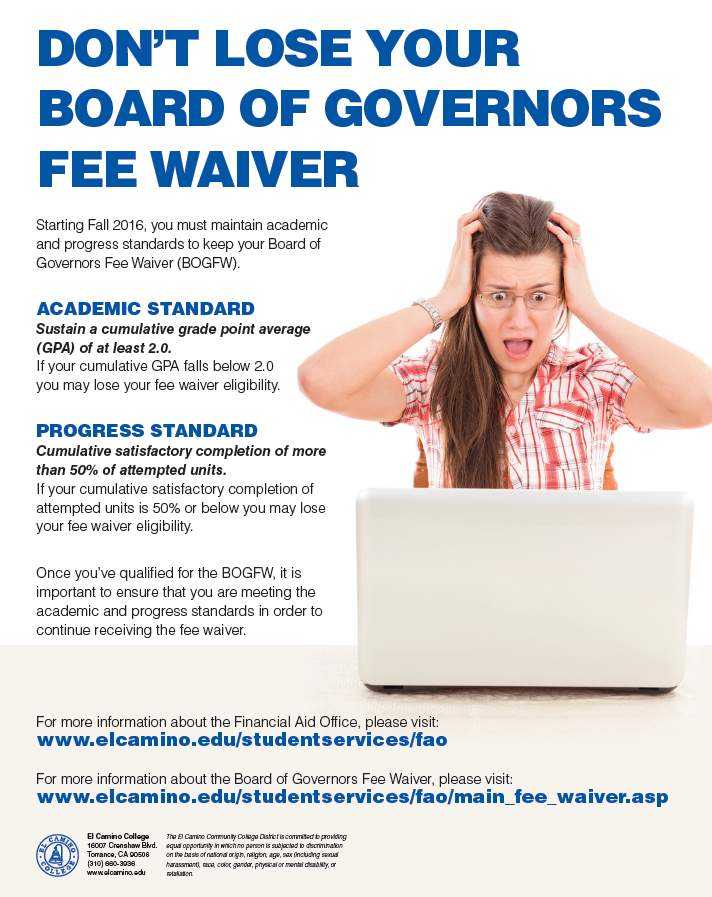 DON'T LOSE YOUR
BOARD OF GOVERNORS
FEE WAIVER
Starting Fall 2016, you must maintain academic
and progress standards to keep your Board of
Governors Fee Waiver (BOGFW).
ACADEMIC STANDARD
Sustain a cumulative grade point average
(GPA) of at least 2.0.
If your cumulative GPA falls below 2.0
you may lose your fee waiver eligibility.
PROGRESS STANDARD
Cumulative satisfactory completion of more
than 50% of attempted units.
If your cumulative satisfactory completion of
attempted units is 50% or below you may lose
your fee waiver eligibility.
Once you've qualified for the BOGFW, it is
important to ensure that you are meeting the
academic and progress standards in order to
continue receiving the fee waiver.
For more information about the Financial Aid Office, please visit:
www.elcamino.edu/studentservices/fao
For more information about the Board of Governors Fee Waiver, please visit:
www.elcamino.edu/studentservices/fao/main_fee_waiver.asp
EL CAMINO
COLLEGE
El Camino College
16007 Crenshaw Blvd.
Torrance, CA 90506
(310) 660-3936
www.elcamino.edu
The El Camino Community College District is committed to providing
equal opportunity in which no person is subjected to discrimination
on the basis of national origin, religion, age, sex (including sexual
harassment), race, color, gender, physical or mental disability, or
retaliation.